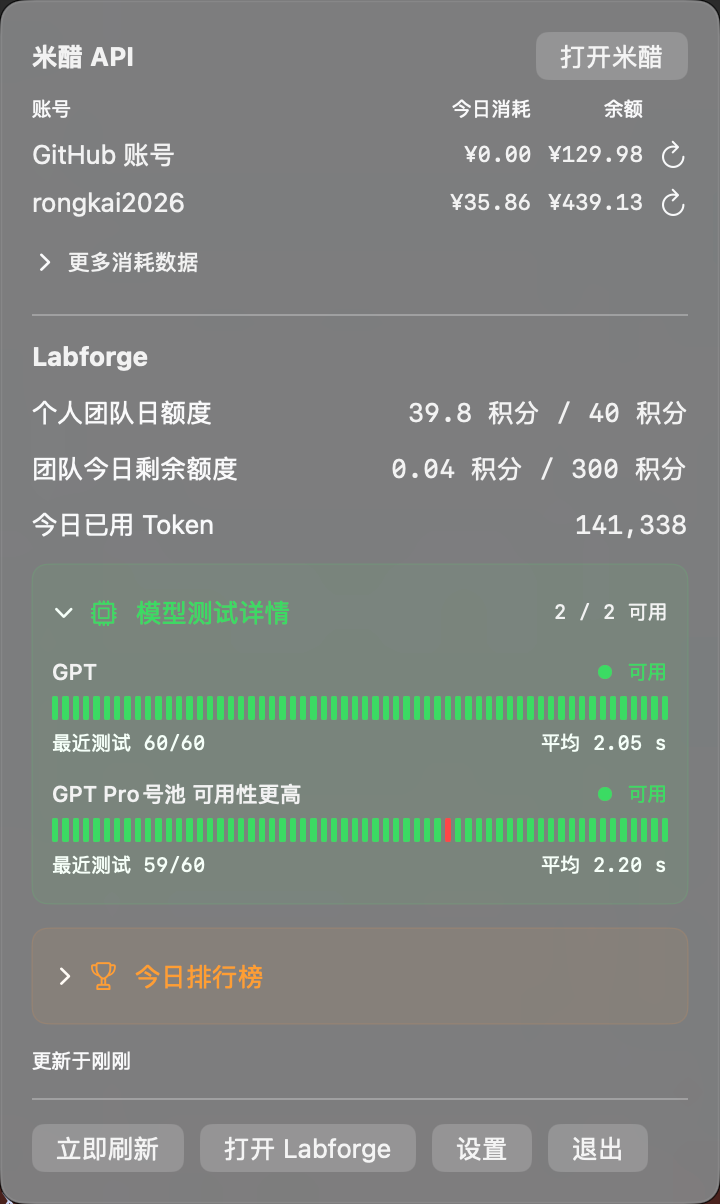 米醋 API 打开米醋
账号 今日消耗 余额
GitHub 账号 ¥0.00 ¥129.98
rongkai2026 ¥35.86 ¥439.13
更多消耗数据
Labforge
个人团队日额度 39.8 积分 / 40 积分
团队今日剩余额度 0.04 积分 / 300 积分
今日已用 Token 141,338
模型测试详情 2 / 2 可用
GPT 可用
最近测试 60/60 平均 2.05 s
GPT Pro号池 可用性更高 可用
最近测试 59/60 平均 2.20 s
今日排行榜
更新于刚刚
立即刷新 打开 Labforge 设置 退出